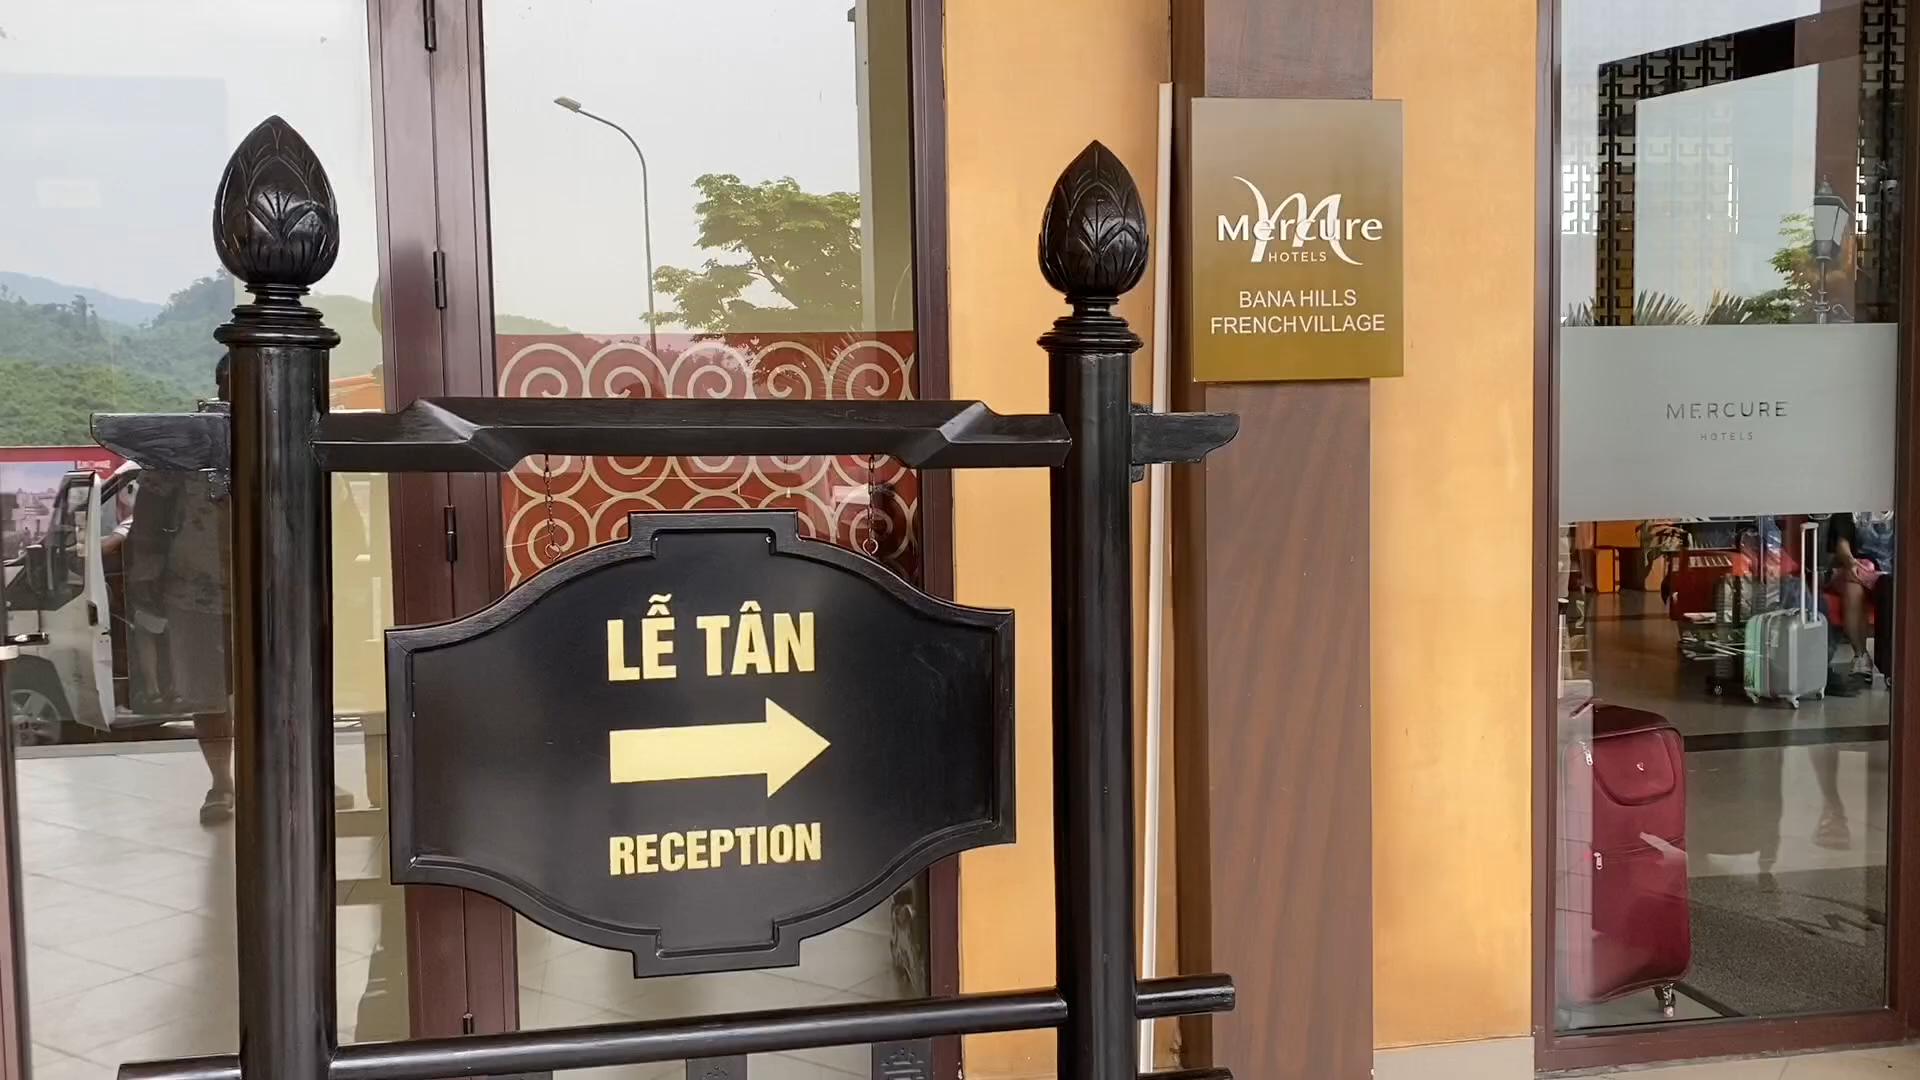 LỄ TÂN
RECEPTION
Mercure
HOTELS
BANA HILLS
FRENCH VILLAGE
MERCURE
HOTELS